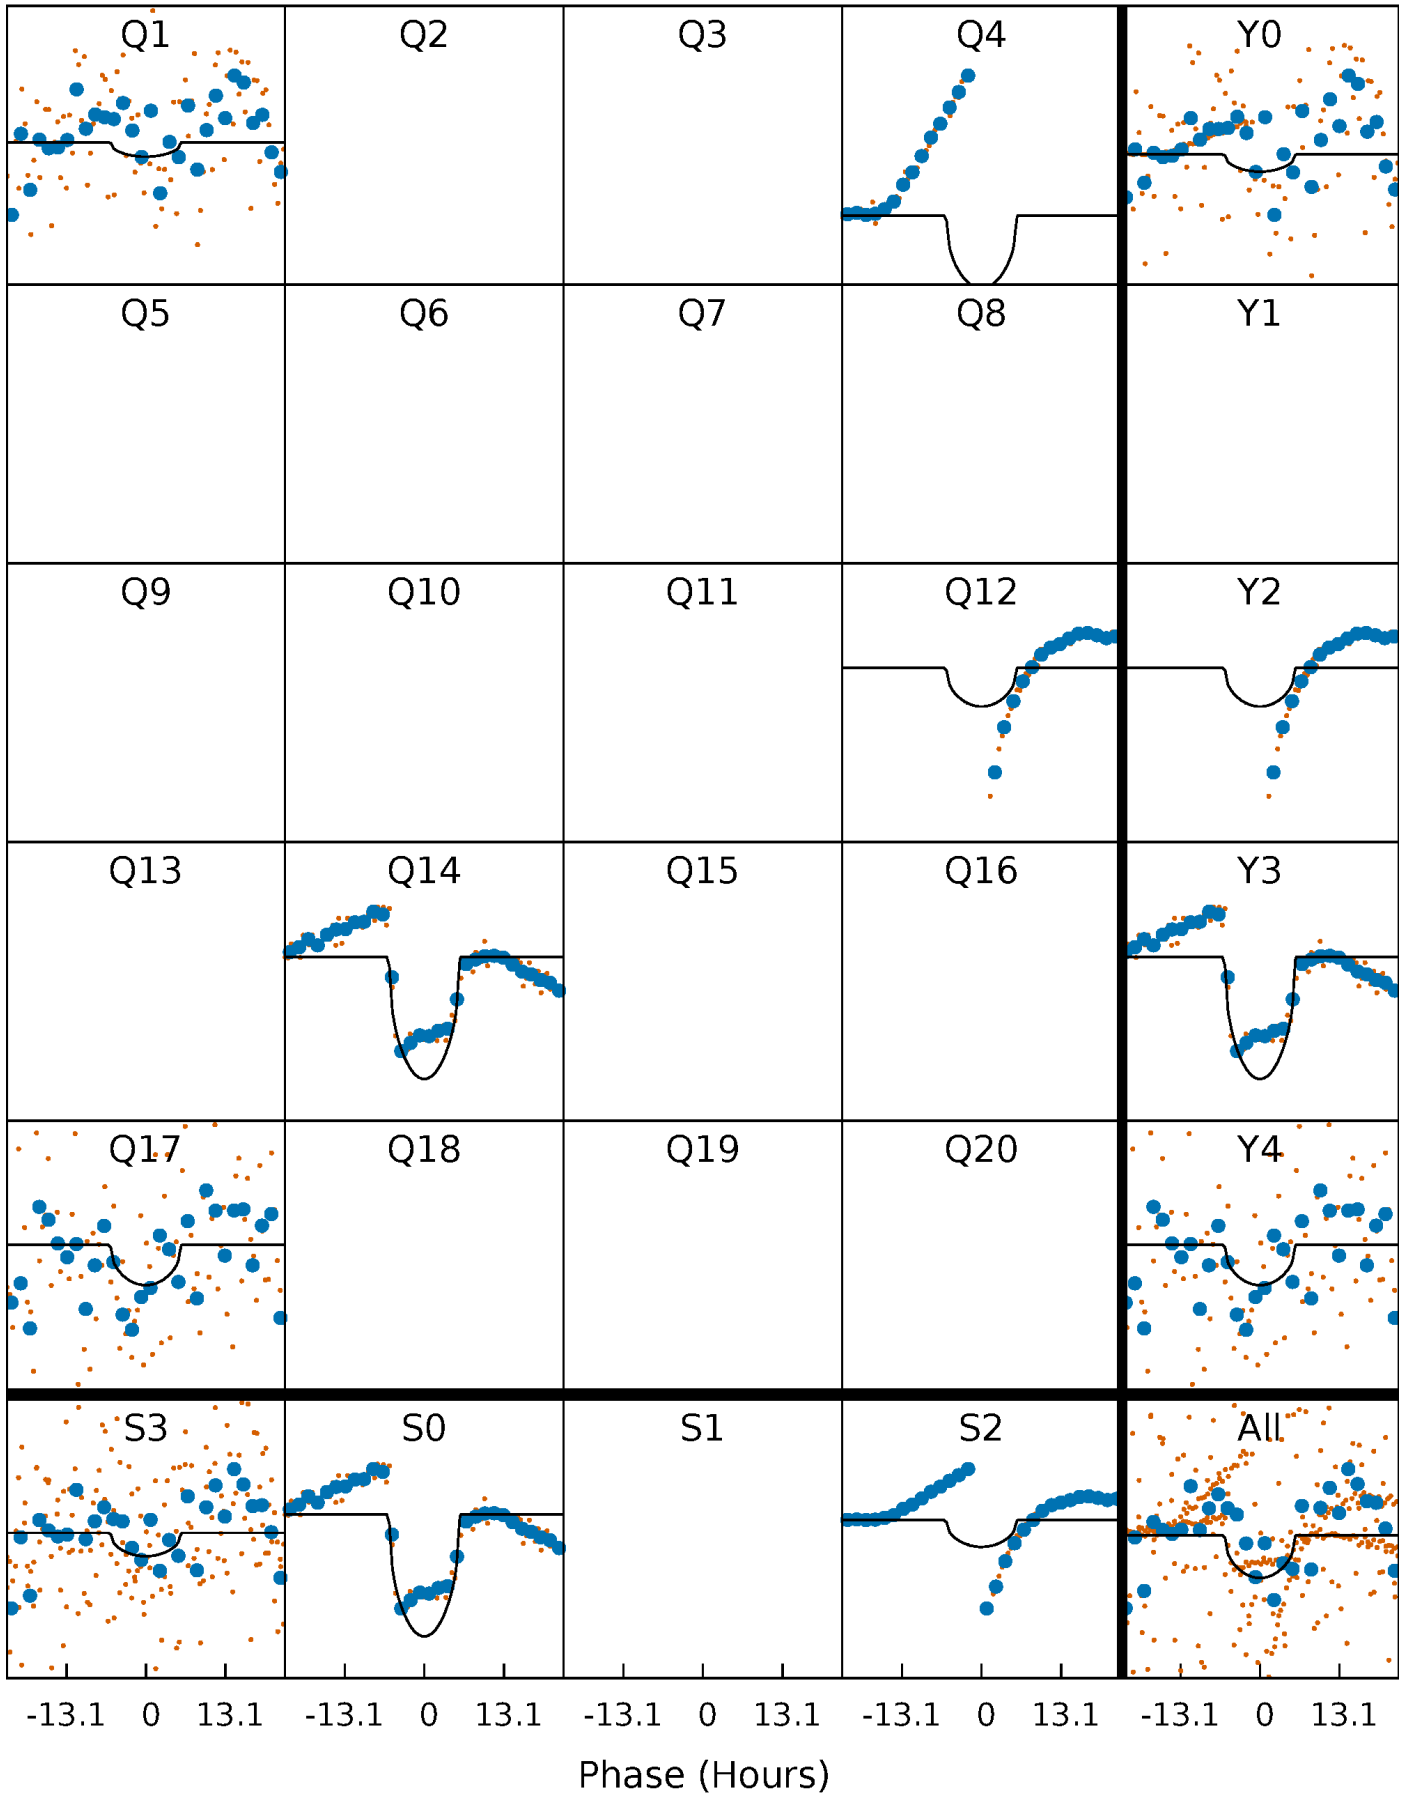 Q1 Q2 Q3 Q4 Y0
Q5 Q6 Q7 Q8 Y1
Q9 Q10 Q11 Q12 Y2
Q13 Q14 Q15 Q16 Y3
Q17 Q18 Q19 Q20 Y4
S3 S0 S1 S2 All
-13.1 0 13.1 -13.1 0 13.1 -13.1 0 13.1 -13.1 0 13.1 -13.1 0 13.1
Phase (Hours)